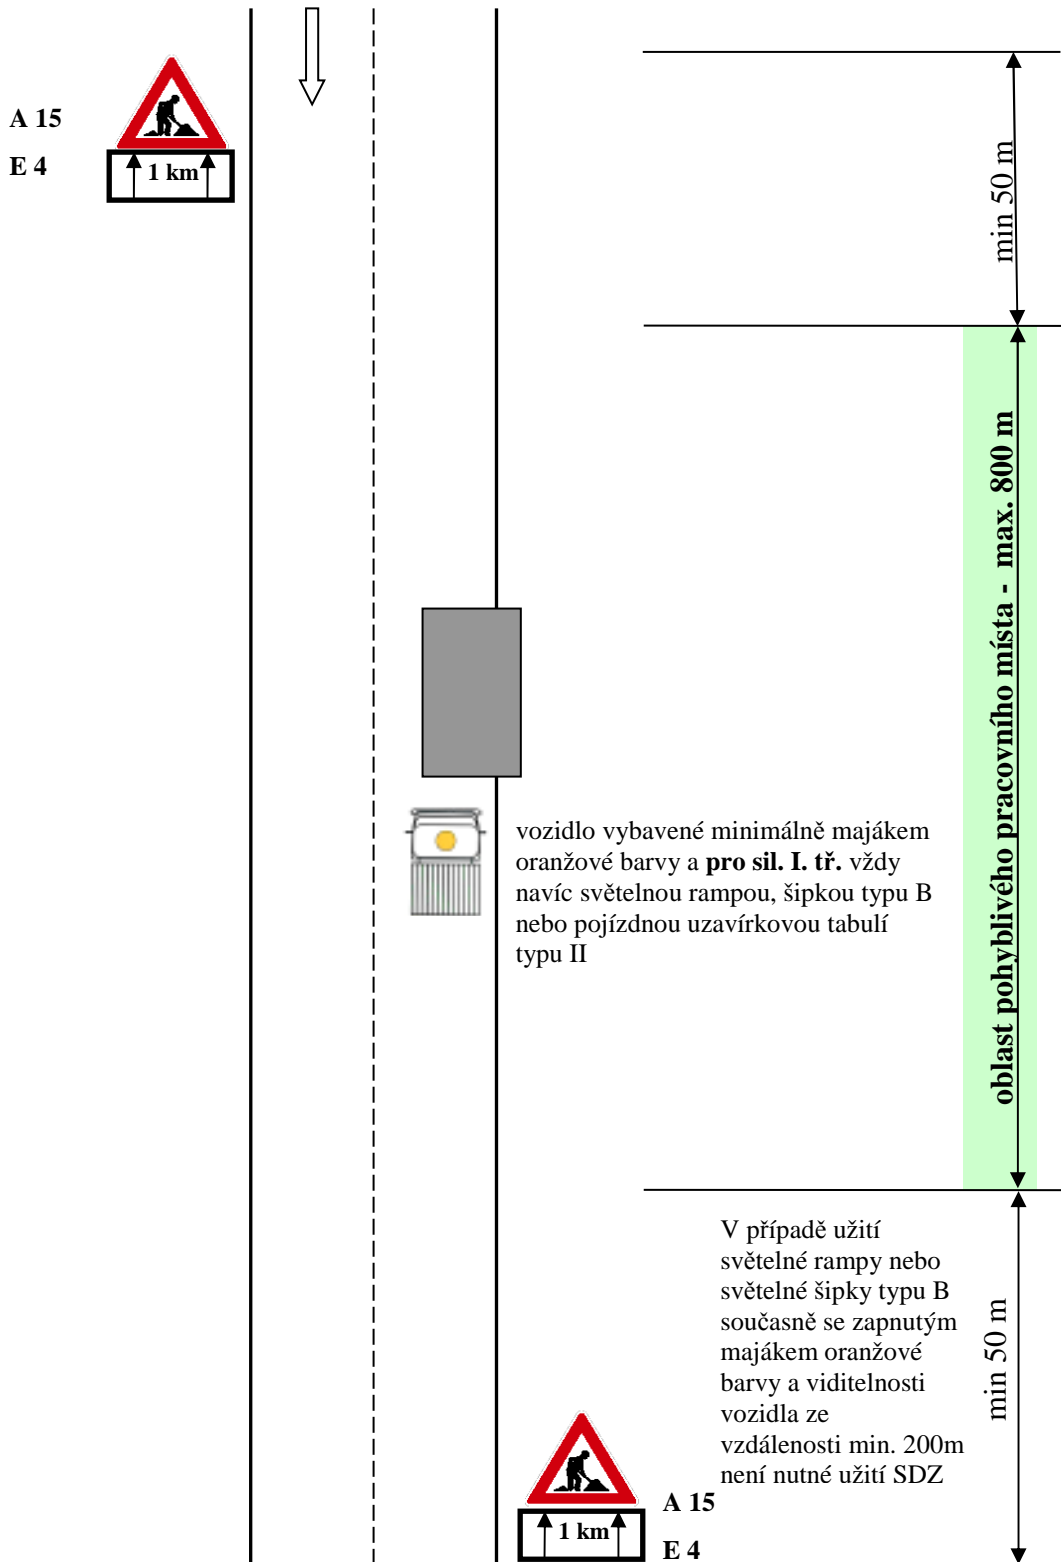 A 15
E 4
1 km
min 50 m
oblast pohyblivého pracovního místa - max. 800 m
vozidlo vybavené minimálně majákem
oranžové barvy a pro sil. I. tř. vždy
navíc světelnou rampou, šipkou typu B
nebo pojízdnou uzavírkovou tabulí
typu II
V případě užití
světelné rampy nebo
světelné šipky typu B
současně se zapnutým
majákem oranžové
barvy a viditelnosti
vozidla ze
vzdálenosti min. 200m
není nutné užití SDZ
min 50 m
A 15
1 km
E 4